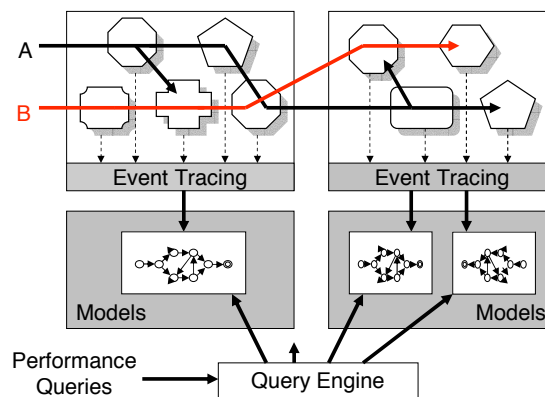 A
B
Event Tracing
Event Tracing
Models
Models
Performance
Queries
Query Engine